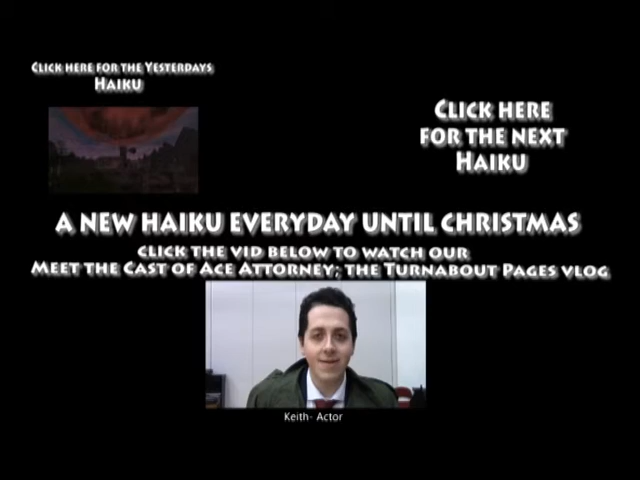 Click here for the Yesterdays
Haiku
Click here
for the next
Haiku
A new haiku everyday until Christmas
click the vid below to watch our
Meet the Cast of Ace Attorney; the Turnabout Pages vlog
Keith- Actor